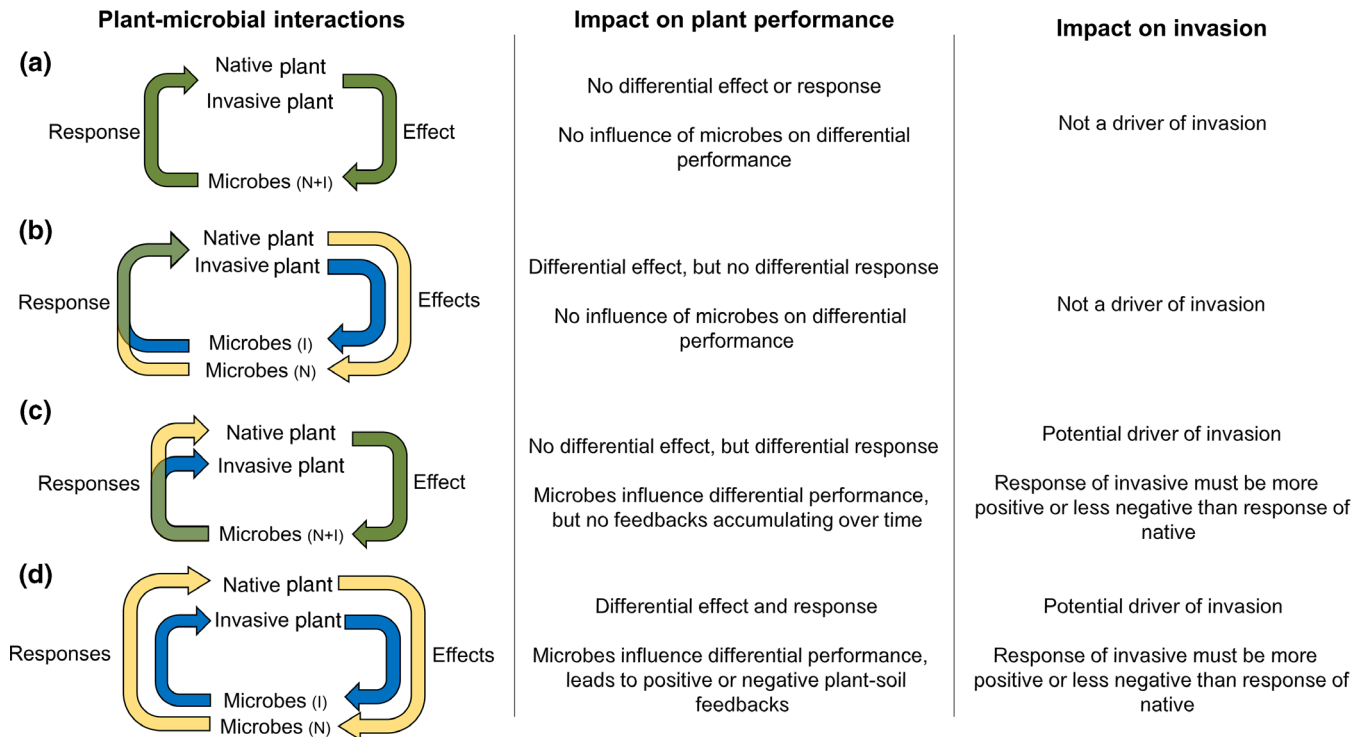 Plant-microbial interactions
Impact on plant performance
Impact on invasion
(a)
Native plant
Invasive plant
Response
Effect
Microbes (N+I)
No differential effect or response
No influence of microbes on differential
performance
Not a driver of invasion
(b)
Native plant
Invasive plant
Response
Effects
Microbes (I)
Microbes (N)
Differential effect, but no differential response
No influence of microbes on differential
performance
Not a driver of invasion
(c)
Native plant
Invasive plant
Responses
Effect
Microbes (N+I)
No differential effect, but differential response
Microbes influence differential performance,
but no feedbacks accumulating over time
Potential driver of invasion
Response of invasive must be more
positive or less negative than response of
native
(d)
Native plant
Invasive plant
Responses
Effects
Microbes (I)
Microbes (N)
Differential effect and response
Microbes influence differential performance,
leads to positive or negative plant-soil
feedbacks
Potential driver of invasion
Response of invasive must be more
positive or less negative than response of
native